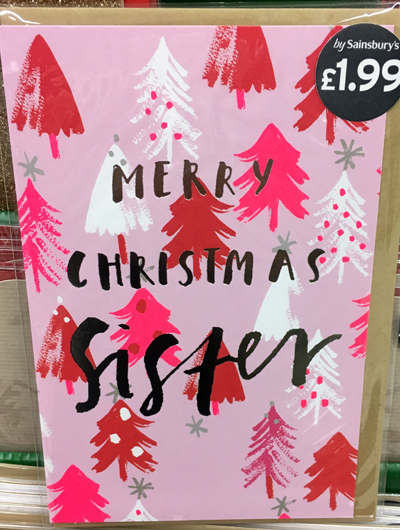 by Sainsbury's
£1.99
MERRY
CHRISTMAS
Sister